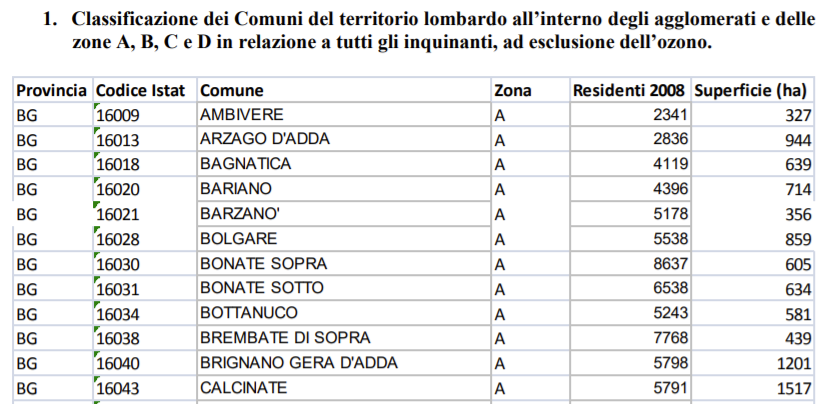 1. Classificazione dei Comuni del territorio lombardo all’interno degli agglomerati e delle
zone A, B, C e D in relazione a tutti gli inquinanti, ad esclusione dell’ozono.
Provincia Codice Istat Comune Zona Residenti 2008 Superficie (ha)
BG 16009 AMBIVERE A 2341 327
BG 16013 ARZAGO D'ADDA A 2836 944
BG 16018 BAGNATICA A 4119 639
BG 16020 BARIANO A 4396 714
BG 16021 BARZANO' A 5178 356
BG 16028 BOLGARE A 5538 859
BG 16030 BONATE SOPRA A 8637 605
BG 16031 BONATE SOTTO A 6538 634
BG 16034 BOTTANUCO A 5243 581
BG 16038 BREMBATE DI SOPRA A 7768 439
BG 16040 BRIGNANO GERA D'ADDA A 5798 1201
BG 16043 CALCINATE A 5791 1517